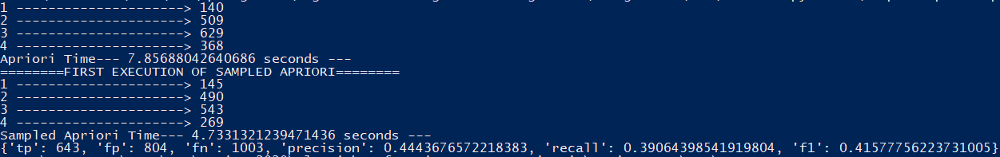 1 ---------------------> 140
2 ---------------------> 509
3 ---------------------> 629
4 ---------------------> 368
Apriori Time--- 7.85688042640686 seconds ---
========FIRST EXECUTION OF SAMPLED APRIORI========
1 ---------------------> 145
2 ---------------------> 490
3 ---------------------> 543
4 ---------------------> 269
Sampled Apriori Time--- 4.7331321239471436 seconds ---
{'tp': 643, 'fp': 804, 'fn': 1003, 'precision': 0.4443676572218383, 'recall': 0.39064398541919804, 'f1': 0.41577756223731005}